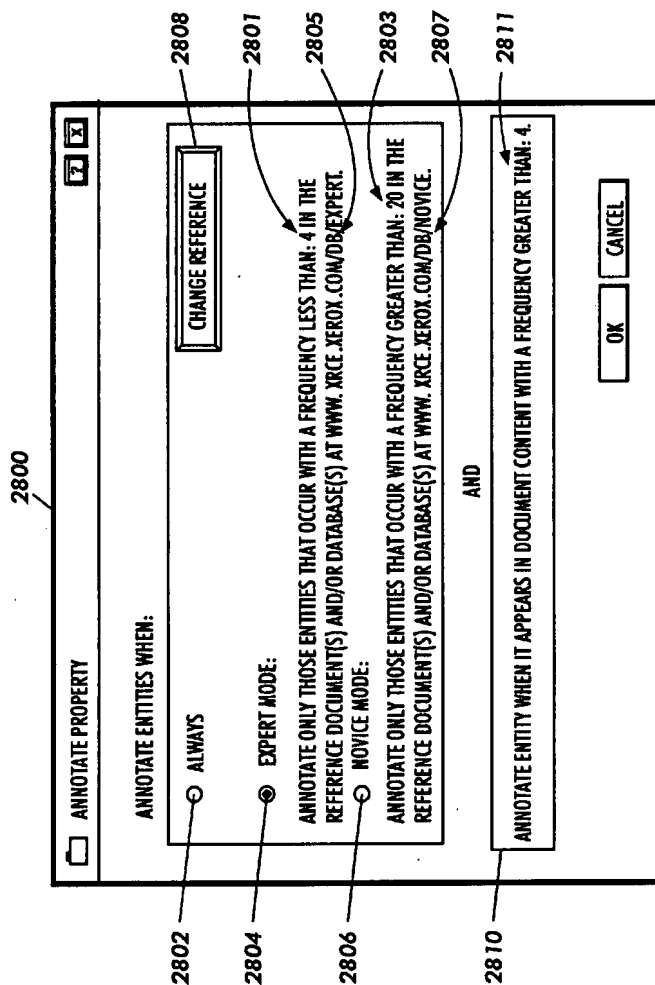 2800
ANNOTATE PROPERTY
? X
ANNOTATE ENTITIES WHEN:
2802
ALWAYS
CHANGE REFERENCE
2808
2804
EXPERT MODE:
ANNOTATE ONLY THOSE ENTITIES THAT OCCUR WITH A FREQUENCY LESS THAN: 4 IN THE
2801
REFERENCE DOCUMENT(S) AND/OR DATABASE(S) AT WWW. XRCE.XEROX.COM/DB/EXPERT.
2805
2806
NOVICE MODE:
ANNOTATE ONLY THOSE ENTITIES THAT OCCUR WITH A FREQUENCY GREATER THAN: 20 IN THE
2803
REFERENCE DOCUMENT(S) AND/OR DATABASE(S) AT WWW. XRCE.XEROX.COM/DB/NOVICE.
2807
AND
2810
ANNOTATE ENTITY WHEN IT APPEARS IN DOCUMENT CONTENT WITH A FREQUENCY GREATER THAN: 4.
2811
OK
CANCEL